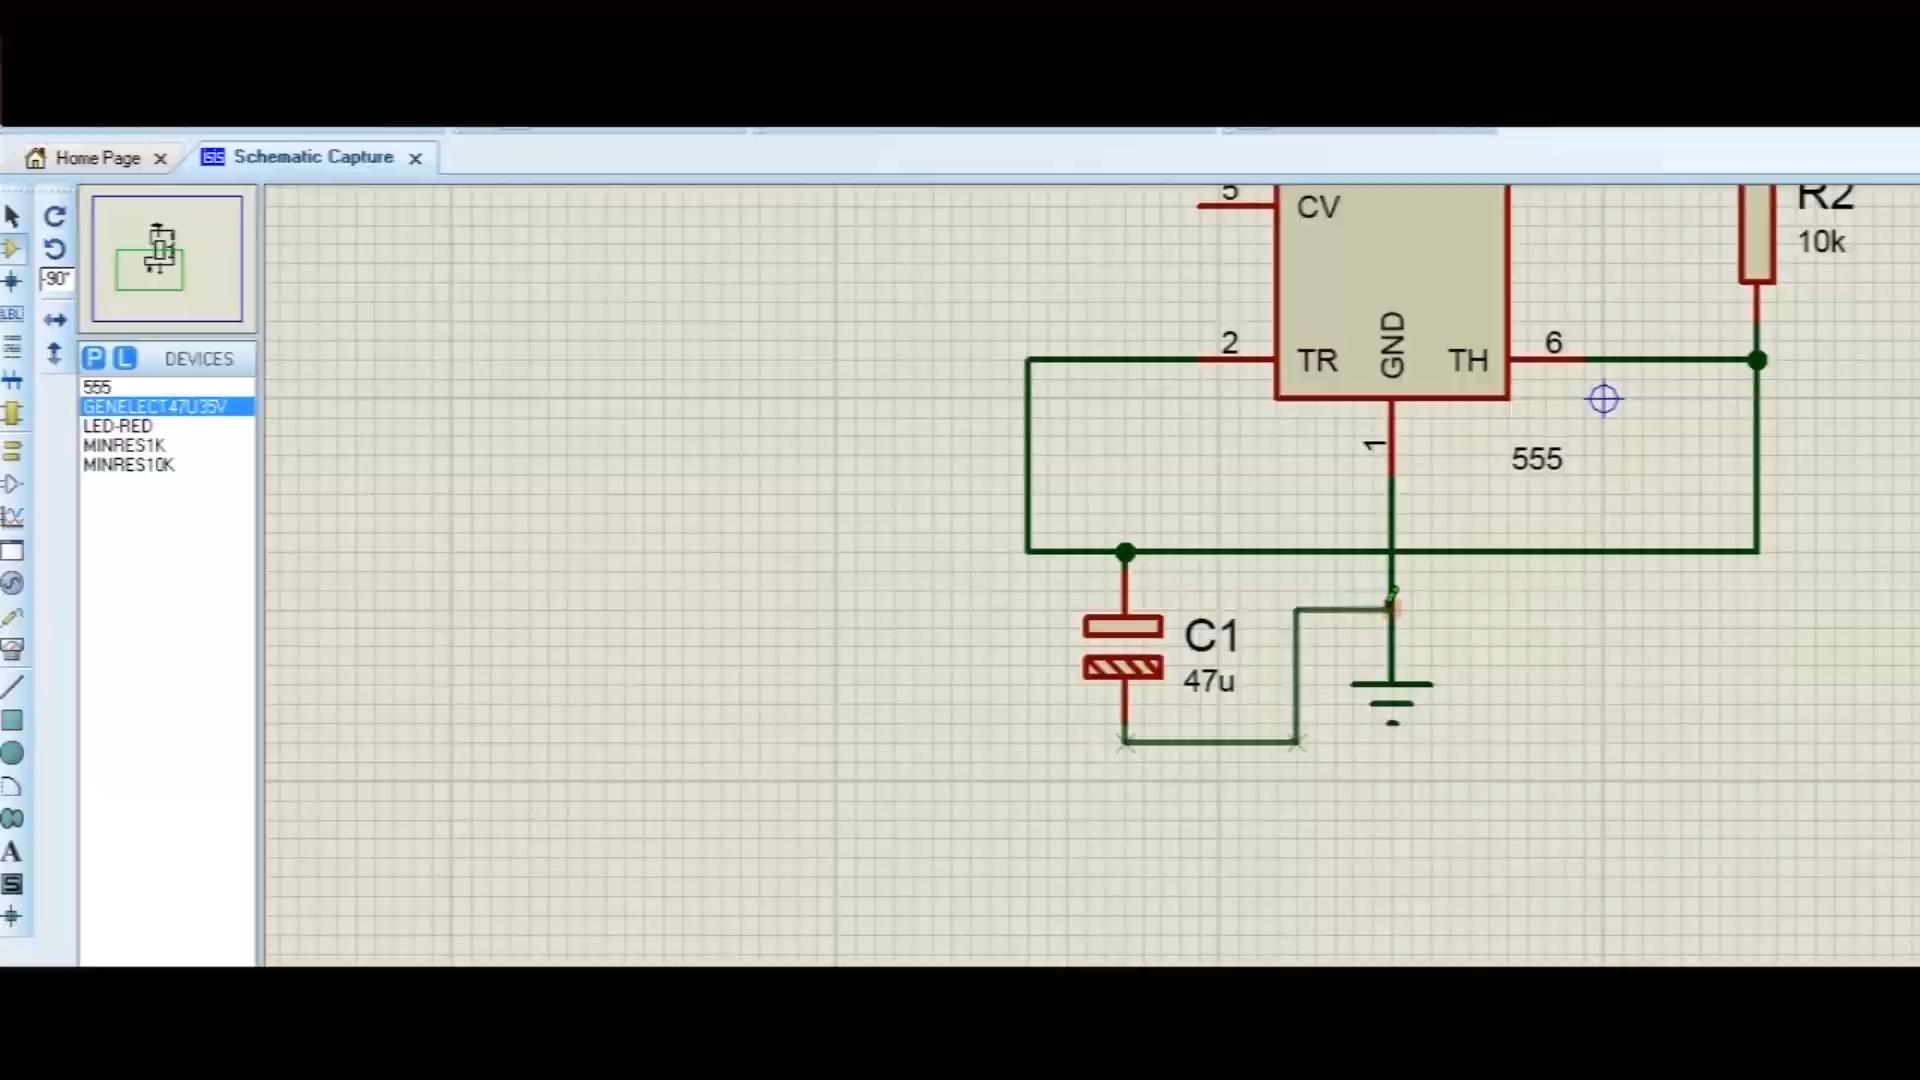 Home Page
Schematic Capture
-90°
LBL
P L DEVICES
555
GENELECT47U35V
LED-RED
MINRES1K
MINRES10K
A
S
5
CV
R2
10k
2
TR
GND
TH
6
1
555
C1
47u